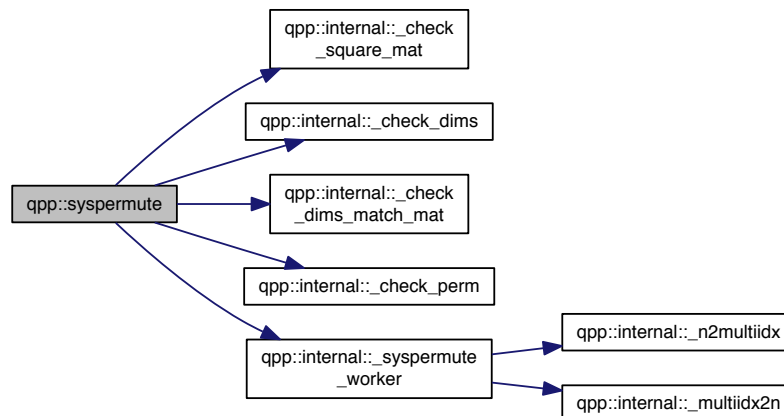 qpp::internal::_check
_square_mat
qpp::internal::_check_dims
qpp::syspermute
qpp::internal::_check
_dims_match_mat
qpp::internal::_check_perm
qpp::internal::_n2multiidx
qpp::internal::_syspermute
_worker
qpp::internal::_multiidx2n